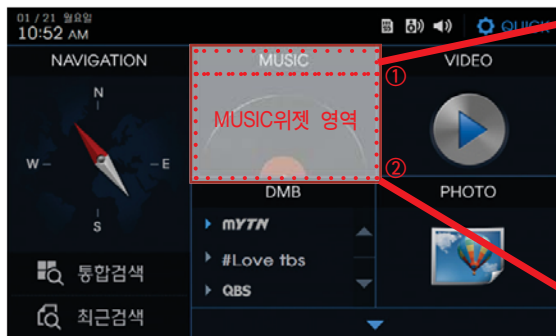 01 / 21 월요일
10:52 AM
QUICK
NAVIGATION
MUSIC
VIDEO
①
N
W
E
S
MUSIC위젯 영역
②
DMB
PHOTO
mYTN
#Love tbs
QBS
통합검색
최근검색